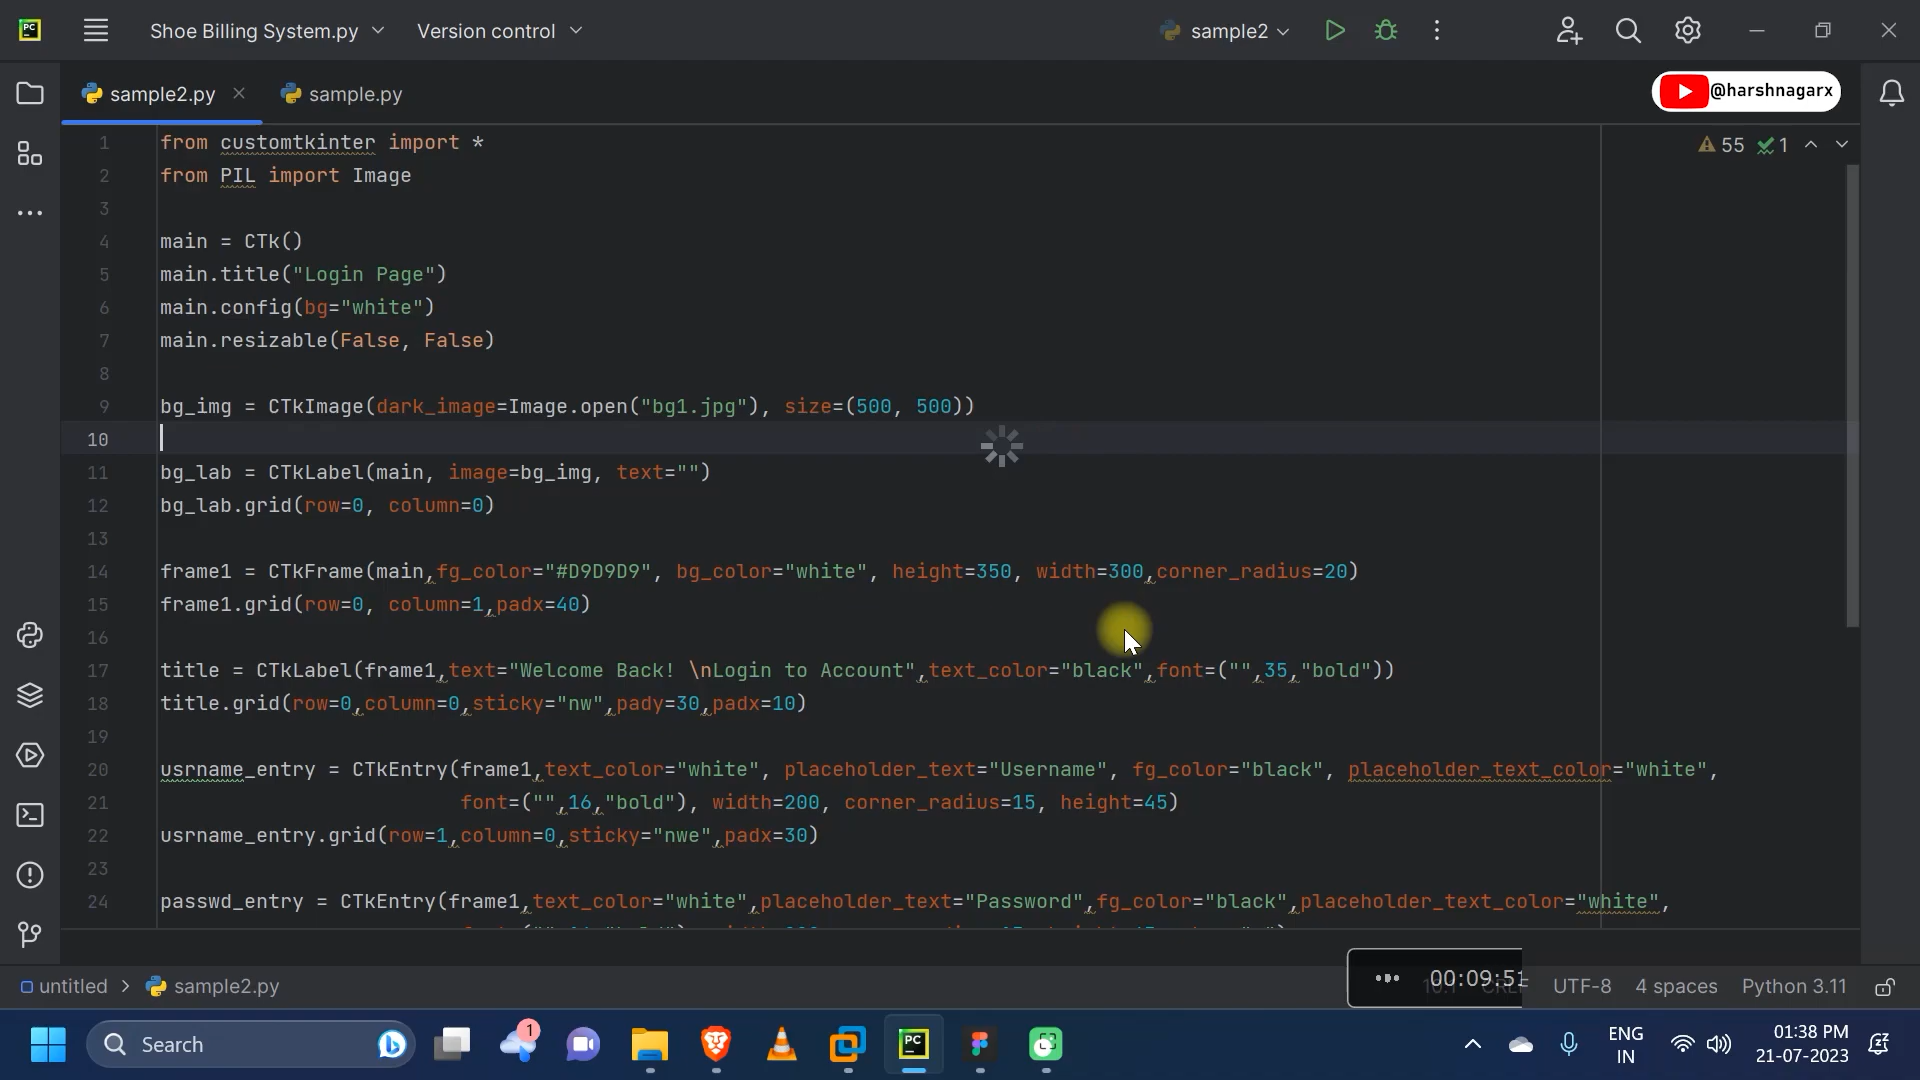 PC
Shoe Billing System.py
Version control
sample2
sample2.py
sample.py
@harshnagarx
55
1
1 from customtkinter import *
2 from PIL import Image
3
4 main = CTk()
5 main.title("Login Page")
6 main.config(bg="white")
7 main.resizable(False, False)
8
9 bg_img = CTkImage(dark_image=Image.open("bg1.jpg"), size=(500, 500))
10
11 bg_lab = CTkLabel(main, image=bg_img, text="")
12 bg_lab.grid(row=0, column=0)
13
14 frame1 = CTkFrame(main,fg_color="#D9D9D9", bg_color="white", height=350, width=300,corner_radius=20)
15 frame1.grid(row=0, column=1,padx=40)
16
17 title = CTkLabel(frame1,text="Welcome Back! \nLogin to Account",text_color="black",font=("",35,"bold"))
18 title.grid(row=0,column=0,sticky="nw",pady=30,padx=10)
19
20 usrname_entry = CTkEntry(frame1,text_color="white", placeholder_text="Username", fg_color="black", placeholder_text_color="white",
21 font=("",16,"bold"), width=200, corner_radius=15, height=45)
22 usrname_entry.grid(row=1,column=0,sticky="nwe",padx=30)
23
24 passwd_entry = CTkEntry(frame1,text_color="white",placeholder_text="Password",fg_color="black",placeholder_text_color="white",
untitled
sample2.py
00:09:51
UTF-8
4 spaces
Python 3.11
Search
1
PC
ENG
IN
01:38 PM
21-07-2023